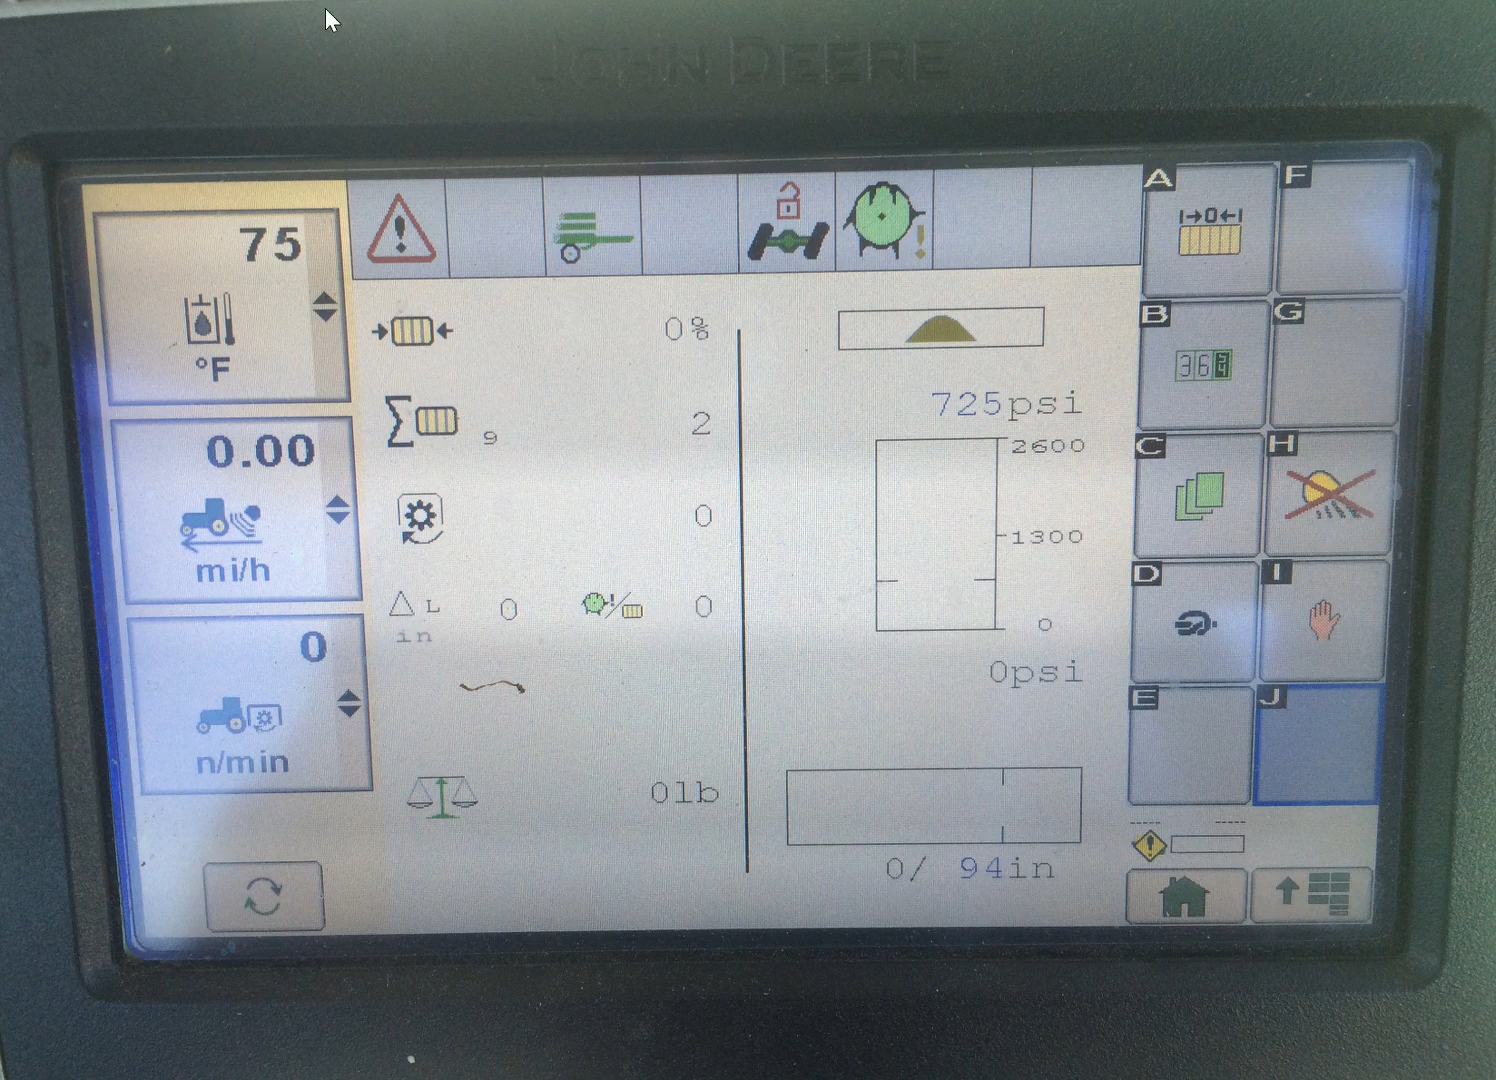 JOHN DEERE
75
°F
0.00
mi/h
0
n/min
0%
9
2
0
L
in
0
0
0lb
725psi
2600
1300
0
0psi
0/ 94in
A
→0←
F
B
36
G
C
H
D
I
E
J